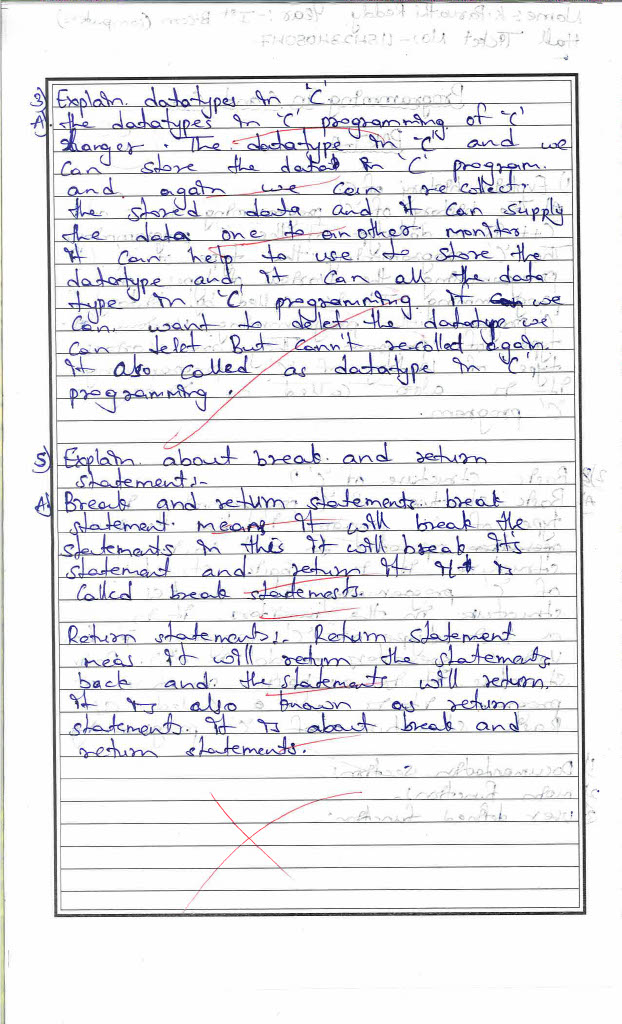 3) Explain datatypes in 'C'
A) the datatypes in 'C' programming of 'C'
changes. The datatype in 'C' and we
can store the data in 'C' program.
and again we can recollect
the stored data and it can supply
the data one to an other monitor
it can help to use to store the
datatype and it can all the data
type in 'C' programming it can we
can want to delet the datatype we
can delet But cann't recollect again.
It also called as datatype in 'C'
programming.
5) Explain about break and return
statement:-
A) Break and return statements break
statement means It will break the
statements in this it will break Its
statement and return it is
called break statements.
Return statements:- Return statement
meas It will return the statements
back and the statements will return.
It is also known as return
statements. It is about break and
return statements.